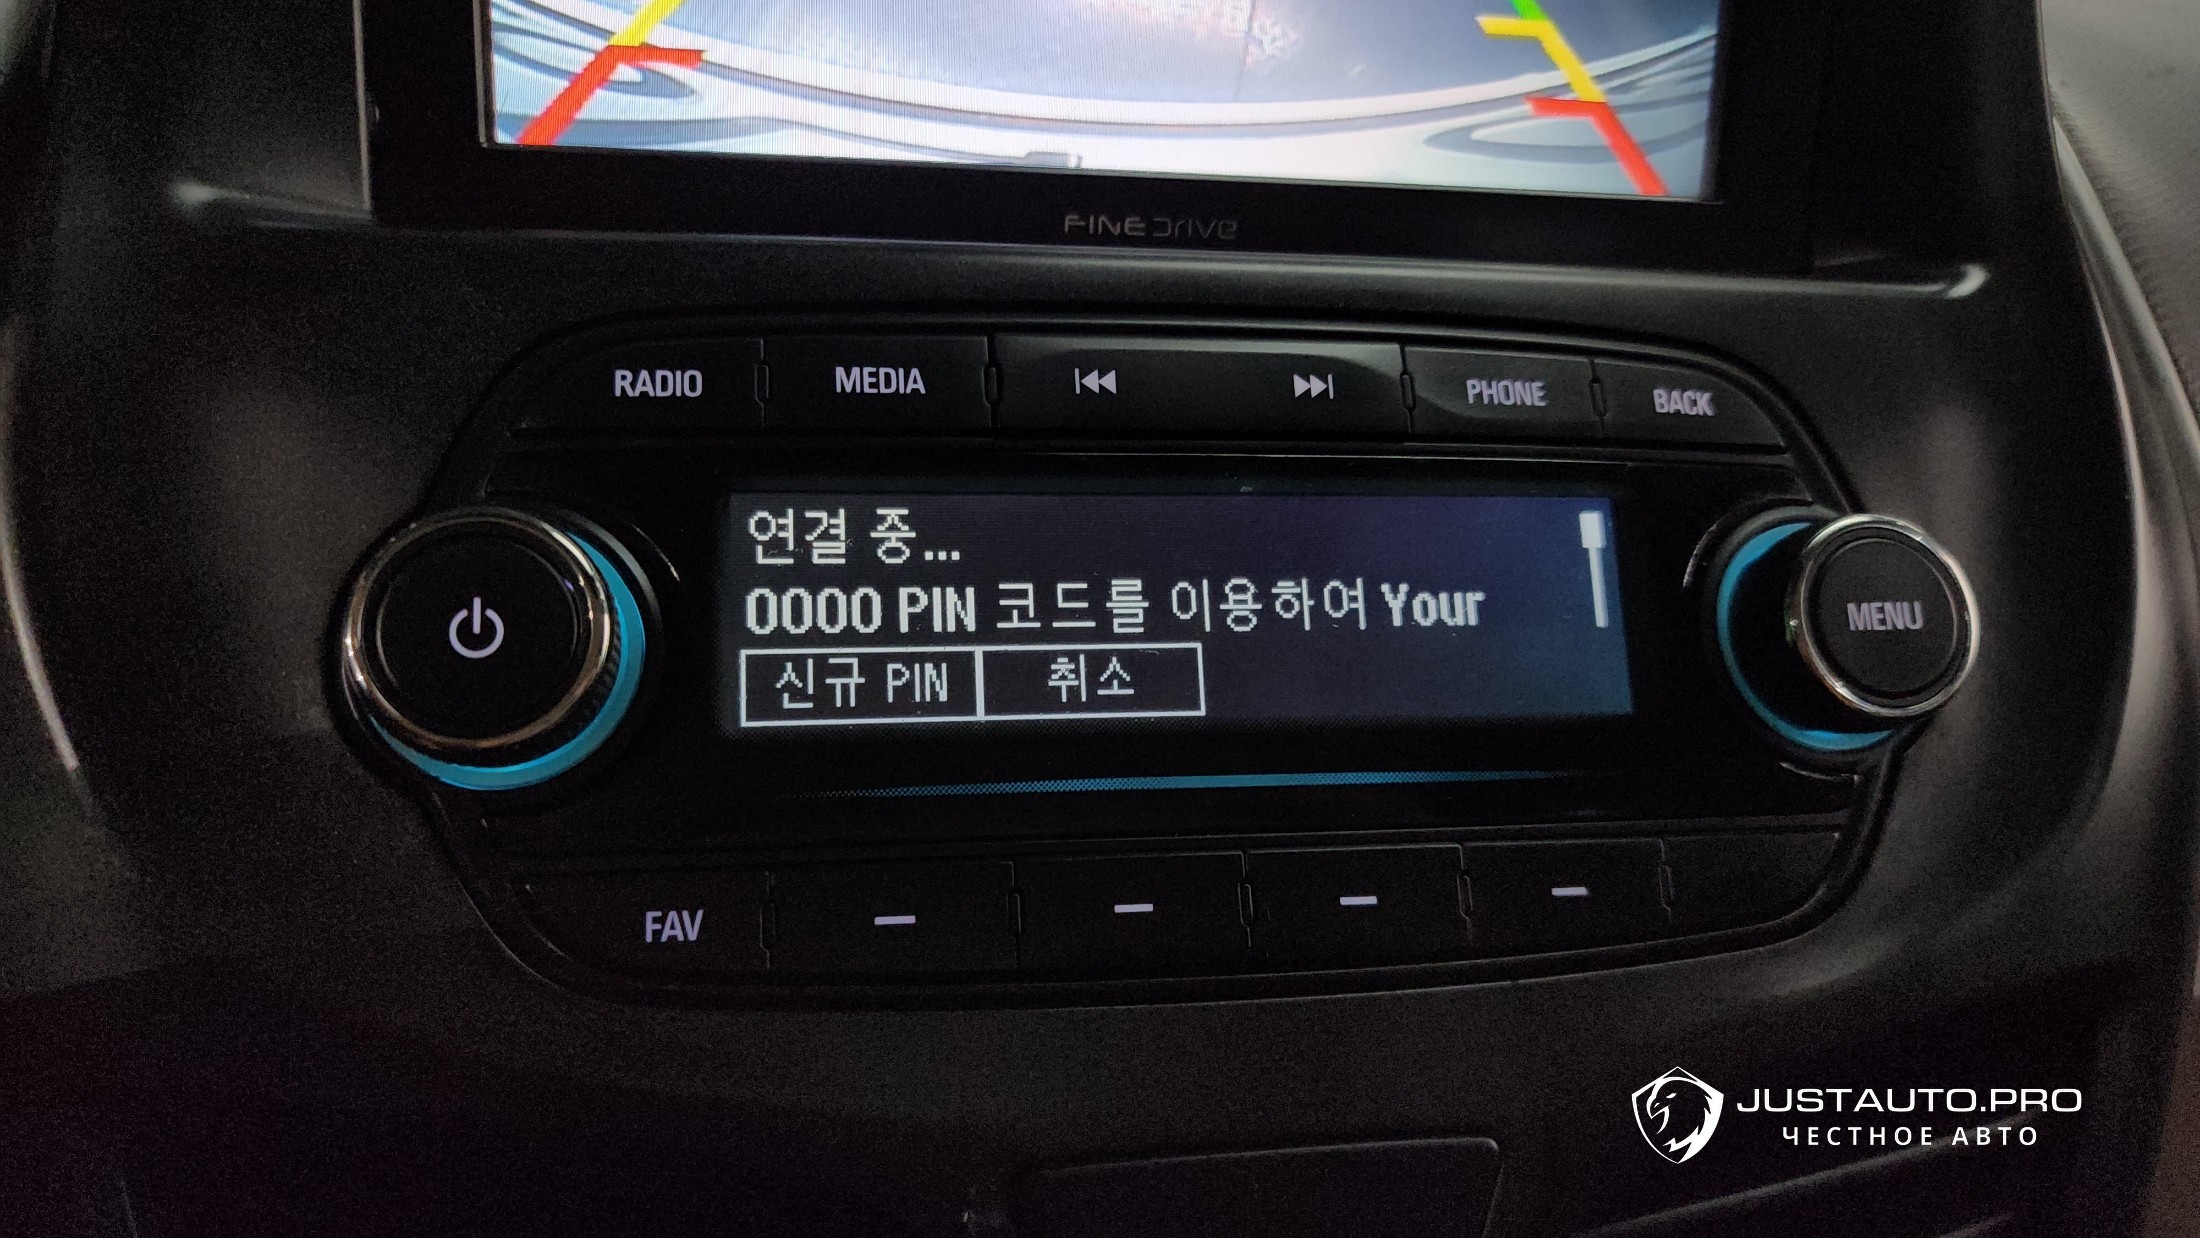 FINEDrive
RADIO MEDIA PHONE BACK
연결 중...
0000 PIN 코드를 이용하여 Your
신규 PIN 취소
MENU
FAV
JUSTAUTO.PRO
ЧЕСТНОЕ АВТО